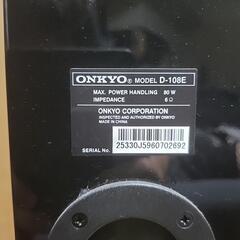 ONKYO® MODEL D-108E
MAX. POWER HANDLING 80 W
IMPEDANCE 6 Ω
ONKYO CORPORATION
INSPECTED AND AUTHORIZED BY ONKYO
MADE IN CHINA
SERIAL No. 25330J5960702692